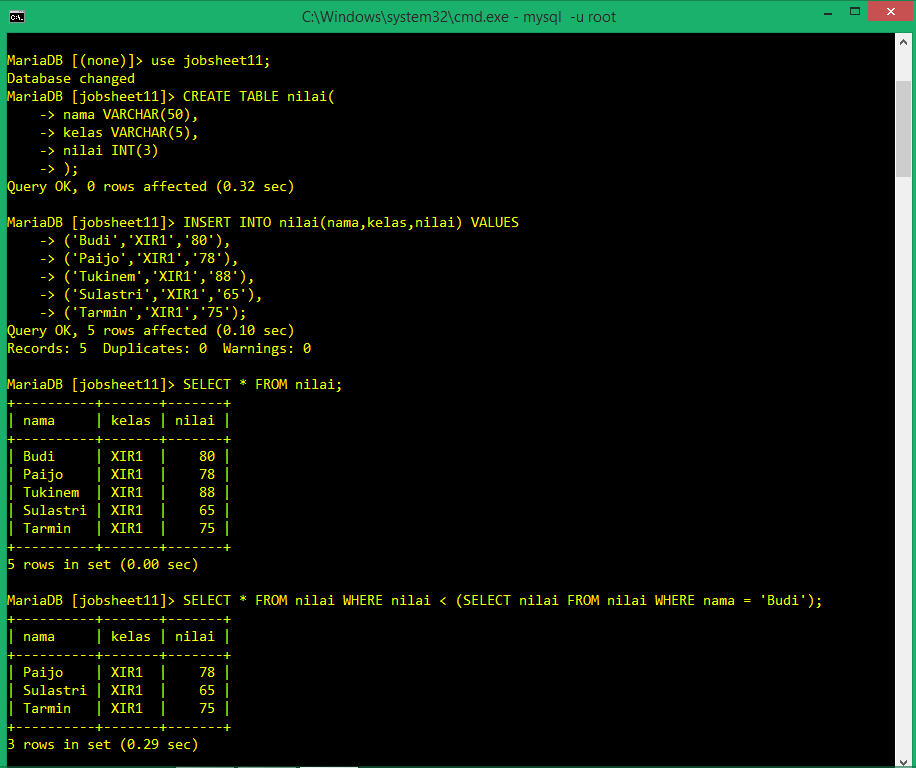 C:\Windows\system32\cmd.exe - mysql  -u root
MariaDB [(none)]> use jobsheet11;
Database changed
MariaDB [jobsheet11]> CREATE TABLE nilai(
    -> nama VARCHAR(50),
    -> kelas VARCHAR(5),
    -> nilai INT(3)
    -> );
Query OK, 0 rows affected (0.32 sec)
MariaDB [jobsheet11]> INSERT INTO nilai(nama,kelas,nilai) VALUES
    -> ('Budi','XIR1','80'),
    -> ('Paijo','XIR1','78'),
    -> ('Tukinem','XIR1','88'),
    -> ('Sulastri','XIR1','65'),
    -> ('Tarmin','XIR1','75');
Query OK, 5 rows affected (0.10 sec)
Records: 5  Duplicates: 0  Warnings: 0
MariaDB [jobsheet11]> SELECT * FROM nilai;
+----------+-------+-------+
| nama     | kelas | nilai |
+----------+-------+-------+
| Budi     | XIR1  |    80 |
| Paijo    | XIR1  |    78 |
| Tukinem  | XIR1  |    88 |
| Sulastri | XIR1  |    65 |
| Tarmin   | XIR1  |    75 |
+----------+-------+-------+
5 rows in set (0.00 sec)
MariaDB [jobsheet11]> SELECT * FROM nilai WHERE nilai < (SELECT nilai FROM nilai WHERE nama = 'Budi');
+----------+-------+-------+
| nama     | kelas | nilai |
+----------+-------+-------+
| Paijo    | XIR1  |    78 |
| Sulastri | XIR1  |    65 |
| Tarmin   | XIR1  |    75 |
+----------+-------+-------+
3 rows in set (0.29 sec)